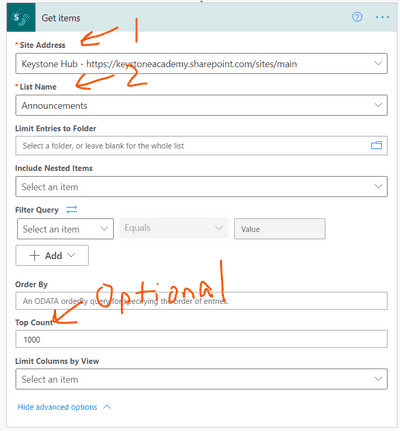 Get items
1
* Site Address
Keystone Hub - https://keystoneacademy.sharepoint.com/sites/main
* List Name 2
Announcements
Limit Entries to Folder
Select a folder, or leave blank for the whole list
Include Nested Items
Select an item
Filter Query
Select an item Equals Value
+ Add
Order By
An ODATA orderBy query for specifying the order of entries.
Optional
Top Count
1000
Limit Columns by View
Select an item
Hide advanced options